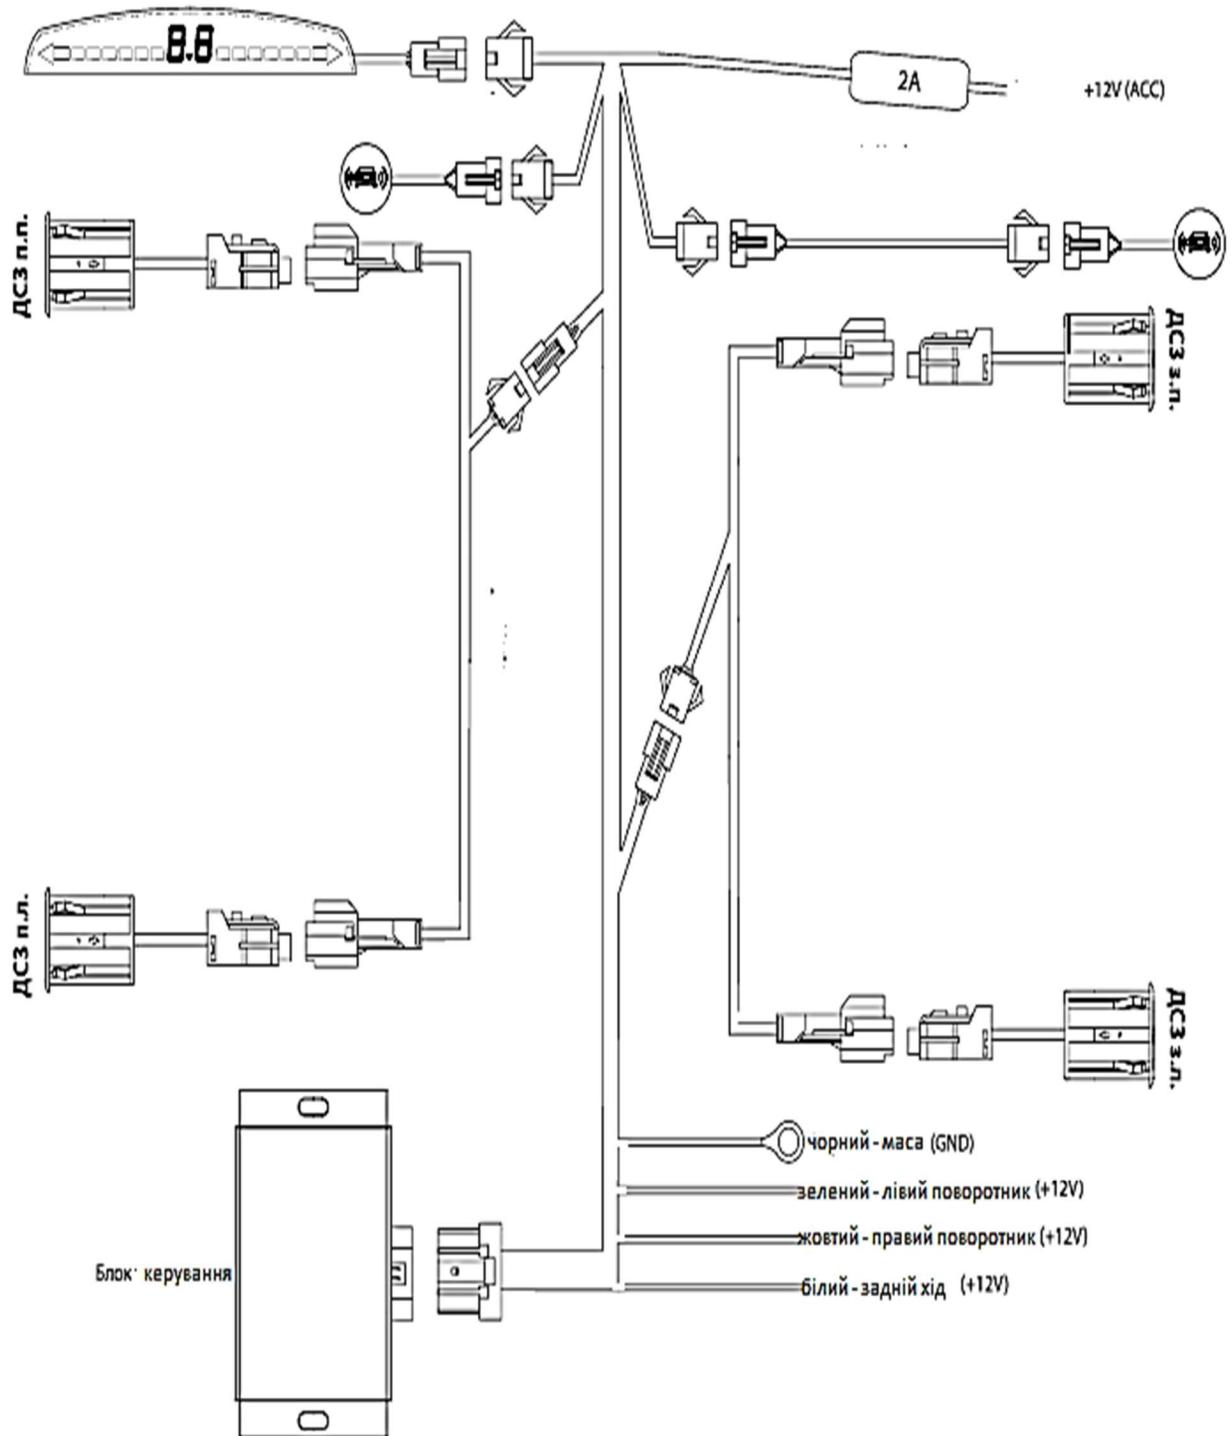 8.8
2A
+12V (ACC)
ДСЗ п.п.
ДСЗ з.п.
ДСЗ п.л.
ДСЗ з.л.
чорний - маса (GND)
зелений - лівий поворотник (+12V)
жовтий - правий поворотник (+12V)
Блок керування
білий - задній хід (+12V)